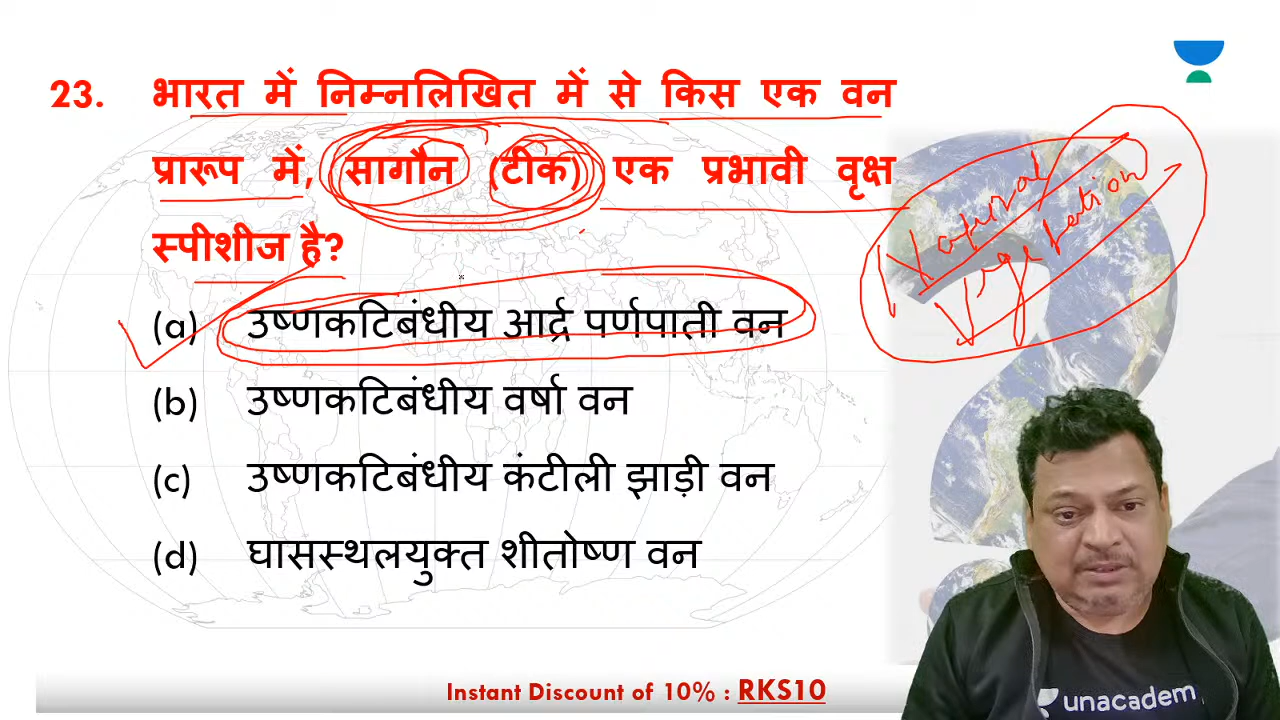 23. भारत में निम्नलिखित में से किस एक वन
प्रारूप में, सागौन (टीक) एक प्रभावी वृक्ष
स्पीशीज है?
(a) उष्णकटिबंधीय आर्द्र पर्णपाती वन
(b) उष्णकटिबंधीय वर्षा वन
(c) उष्णकटिबंधीय कंटीली झाड़ी वन
(d) घासस्थलयुक्त शीतोष्ण वन
Natural
Vegetation
unacadem
Instant Discount of 10% : RKS10